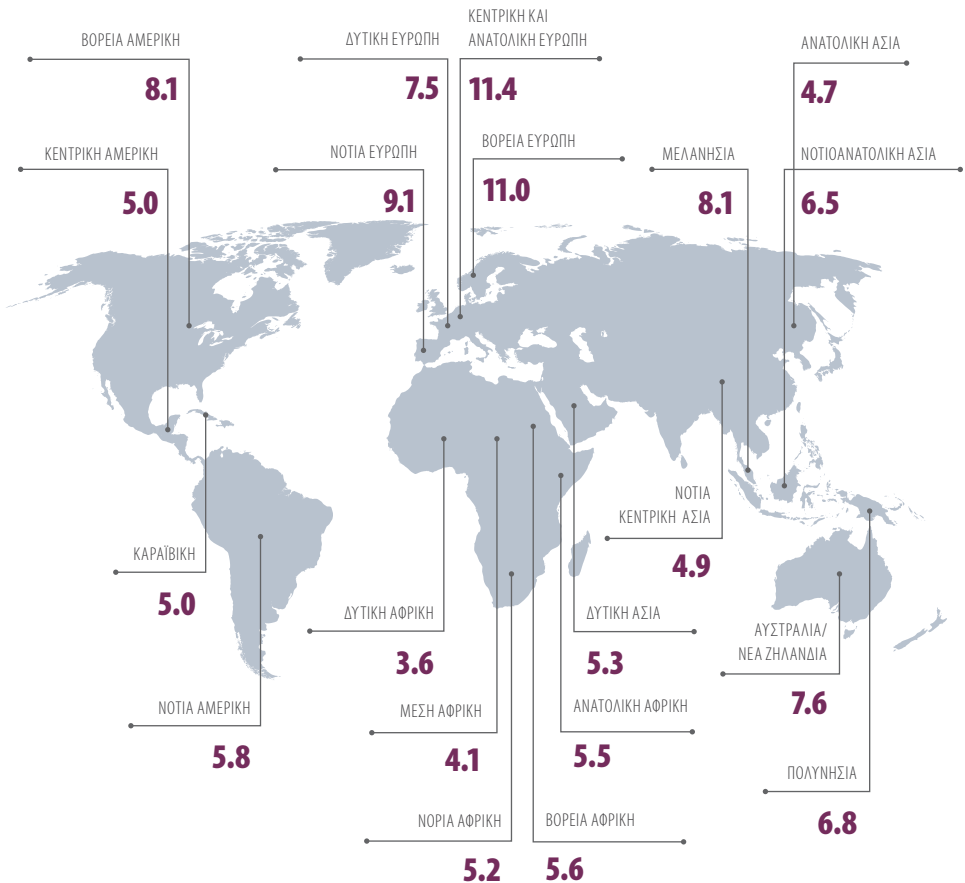 ΒΟΡΕΙΑ ΑΜΕΡΙΚΗ
8.1
ΔΥΤΙΚΗ ΕΥΡΩΠΗ
7.5
ΚΕΝΤΡΙΚΗ ΚΑΙ
ΑΝΑΤΟΛΙΚΗ ΕΥΡΩΠΗ
11.4
ΑΝΑΤΟΛΙΚΗ ΑΣΙΑ
4.7
ΚΕΝΤΡΙΚΗ ΑΜΕΡΙΚΗ
5.0
ΝΟΤΙΑ ΕΥΡΩΠΗ
9.1
ΒΟΡΕΙΑ ΕΥΡΩΠΗ
11.0
ΜΕΛΑΝΗΣΙΑ
8.1
ΝΟΤΙΟΑΝΑΤΟΛΙΚΗ ΑΣΙΑ
6.5
ΝΟΤΙΑ
ΚΕΝΤΡΙΚΗ ΑΣΙΑ
4.9
ΚΑΡΑΪΒΙΚΗ
5.0
ΔΥΤΙΚΗ ΑΦΡΙΚΗ
3.6
ΔΥΤΙΚΗ ΑΣΙΑ
5.3
ΑΥΣΤΡΑΛΙΑ/
ΝΕΑ ΖΗΛΑΝΔΙΑ
7.6
ΝΟΤΙΑ ΑΜΕΡΙΚΗ
5.8
ΜΕΣΗ ΑΦΡΙΚΗ
4.1
ΑΝΑΤΟΛΙΚΗ ΑΦΡΙΚΗ
5.5
ΠΟΛΥΝΗΣΙΑ
6.8
ΝΟΡΙΑ ΑΦΡΙΚΗ
5.2
ΒΟΡΕΙΑ ΑΦΡΙΚΗ
5.6